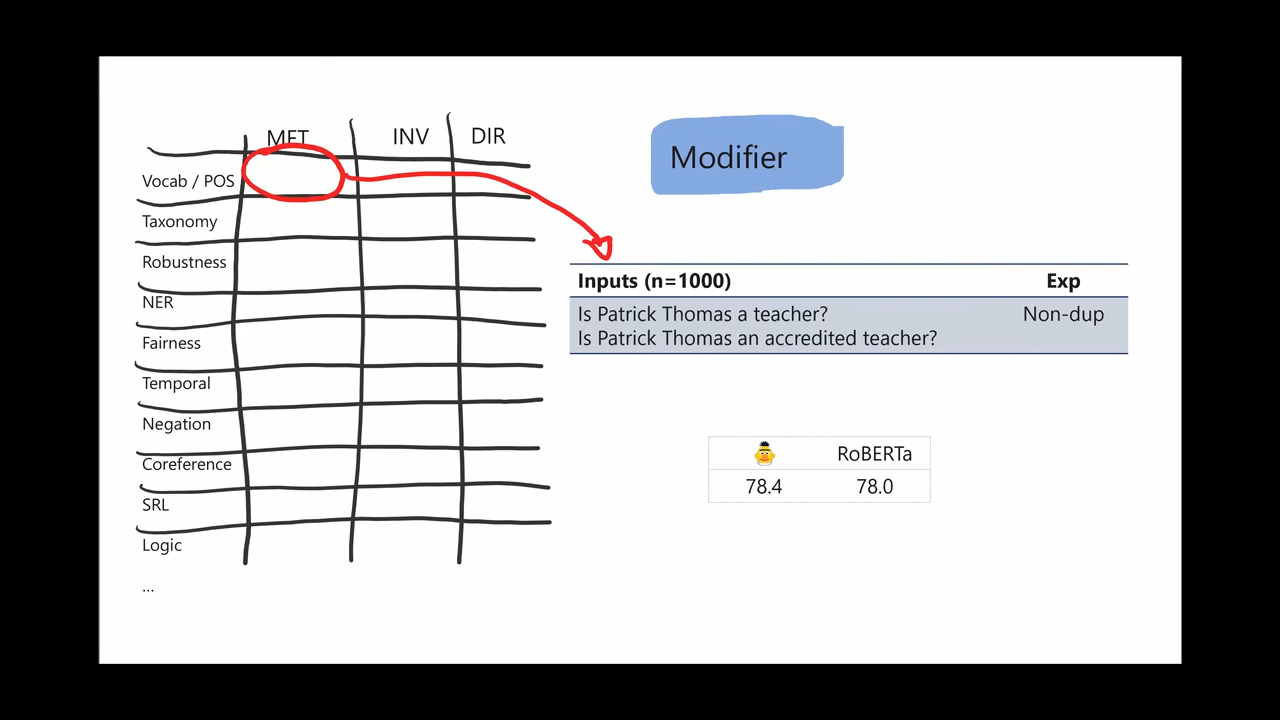 MFT INV DIR
Vocab / POS
Taxonomy
Robustness
NER
Fairness
Temporal
Negation
Coreference
SRL
Logic
...
Modifier
Inputs (n=1000) Exp
Is Patrick Thomas a teacher? Non-dup
Is Patrick Thomas an accredited teacher?
RoBERTa
78.4 78.0